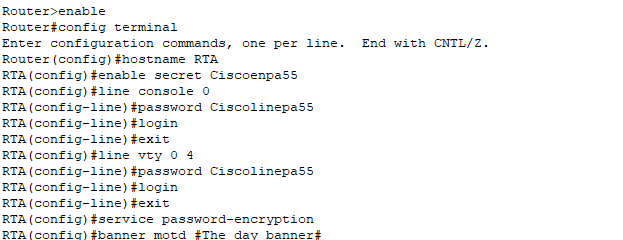 Router>enable
Router#config terminal
Enter configuration commands, one per line.  End with CNTL/Z.
Router(config)#hostname RTA
RTA(config)#enable secret Ciscoenpa55
RTA(config)#line console 0
RTA(config-line)#password Ciscolinepa55
RTA(config-line)#login
RTA(config-line)#exit
RTA(config)#line vty 0 4
RTA(config-line)#password Ciscolinepa55
RTA(config-line)#login
RTA(config-line)#exit
RTA(config)#service password-encryption
RTA(config)#banner motd #The day banner#